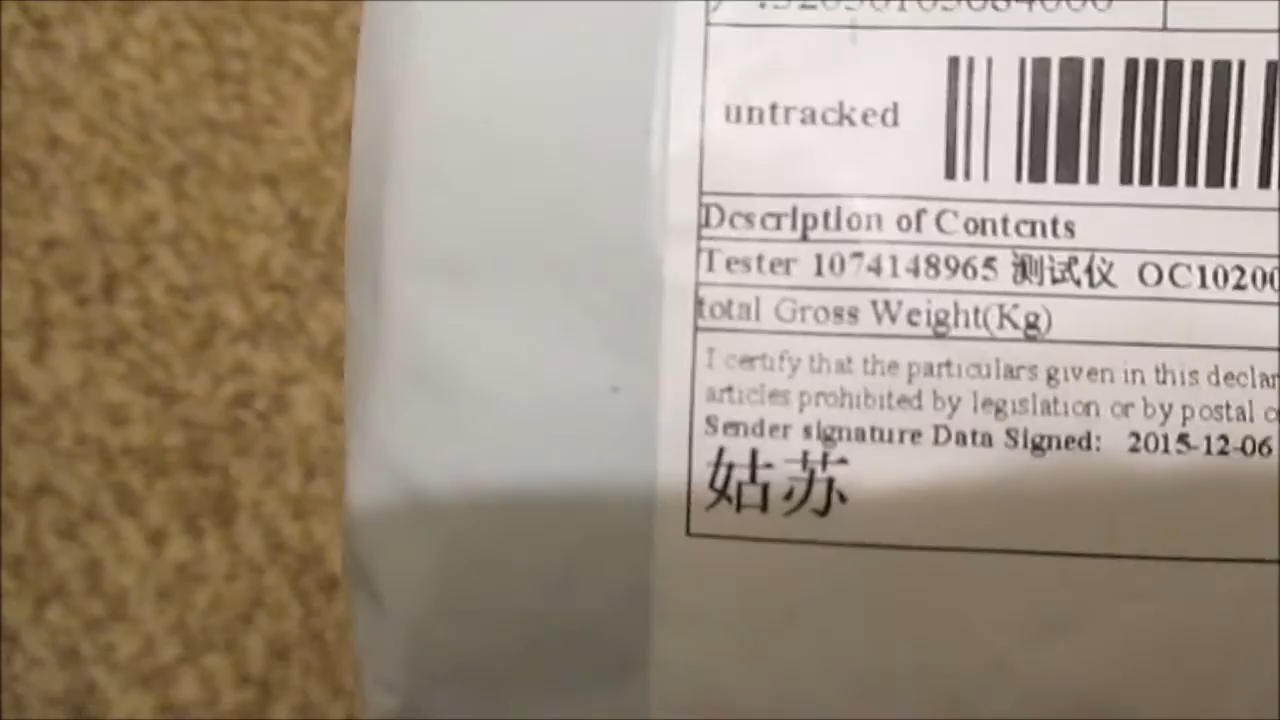 untracked
Description of Contents
Tester 1074148965 测试仪 OC10200
total Gross Weight(Kg)
I certify that the particulars given in this declar
articles prohibited by legislation or by postal
Sender signature Data Signed: 2015-12-06
姑苏